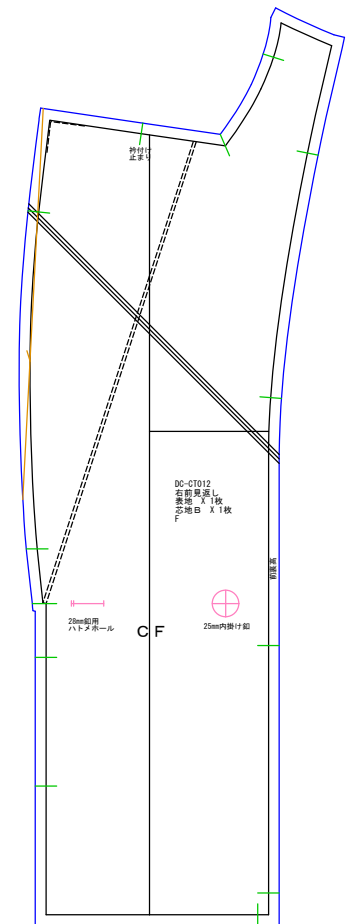 衿付け
止まり
DC-CT012
右前見返し
表地 X 1枚
芯地B X 1枚
F
前裏高
28mm釦用
ハトメホール
CF
25mm内掛け釦